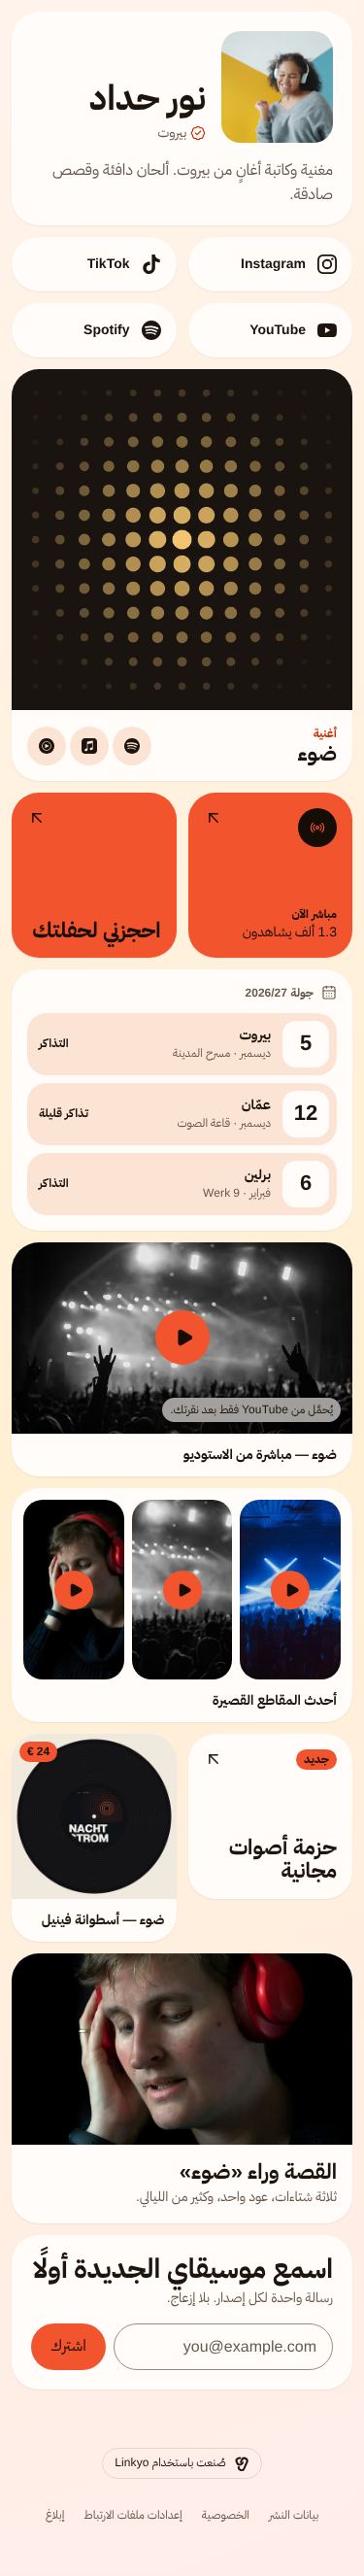 نور حداد
بيروت
مغنية وكاتبة أغانٍ من بيروت. ألحان دافئة وقصص
صادقة.
Instagram
TikTok
YouTube
Spotify
أغنية
ضوء
مباشر الآن
1.3 ألف يشاهدون
احجزني لحفلتك
جولة 2026/27
5
بيروت
ديسمبر · مسرح المدينة
التذاكر
12
عمّان
ديسمبر · قاعة الصوت
تذاكر قليلة
6
برلين
فبراير · Werk 9
التذاكر
يُحمَّل من YouTube فقط بعد نقرتك.
ضوء — مباشرة من الاستوديو
أحدث المقاطع القصيرة
جديد
حزمة أصوات
مجانية
24 €
NACHT
STROM
ضوء — أسطوانة فينيل
القصة وراء «ضوء»
ثلاثة شتاءات، عود واحد، وكثير من الليالي.
اسمع موسيقاي الجديدة أولًا
رسالة واحدة لكل إصدار. بلا إزعاج.
you@example.com
اشترك
صُنعت باستخدام Linkyo
بيانات النشر
الخصوصية
إعدادات ملفات الارتباط
إبلاغ